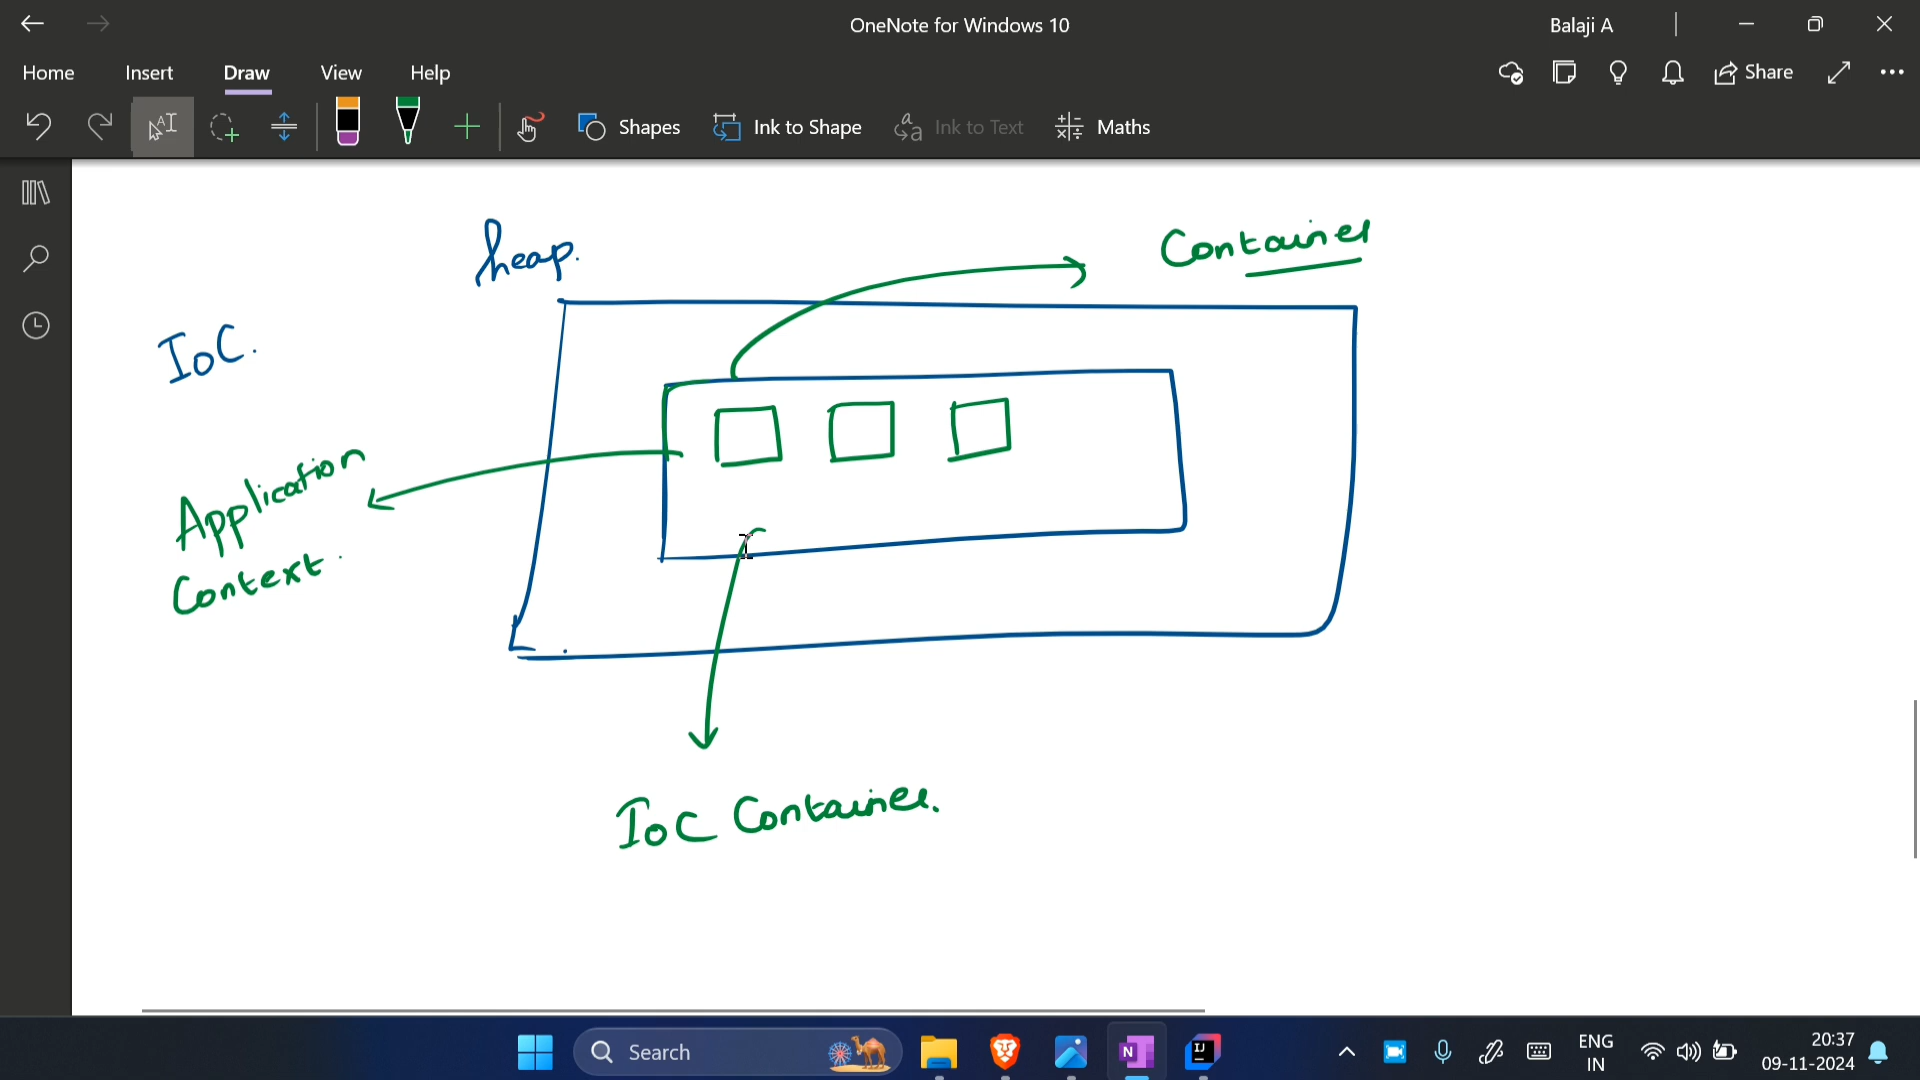 OneNote for Windows 10
Balaji A
Home Insert Draw View Help
Share
Shapes Ink to Shape Ink to Text Maths
heap.
Container
IoC.
Application
Context.
IoC Container.
Search
ENG
IN
20:37
09-11-2024